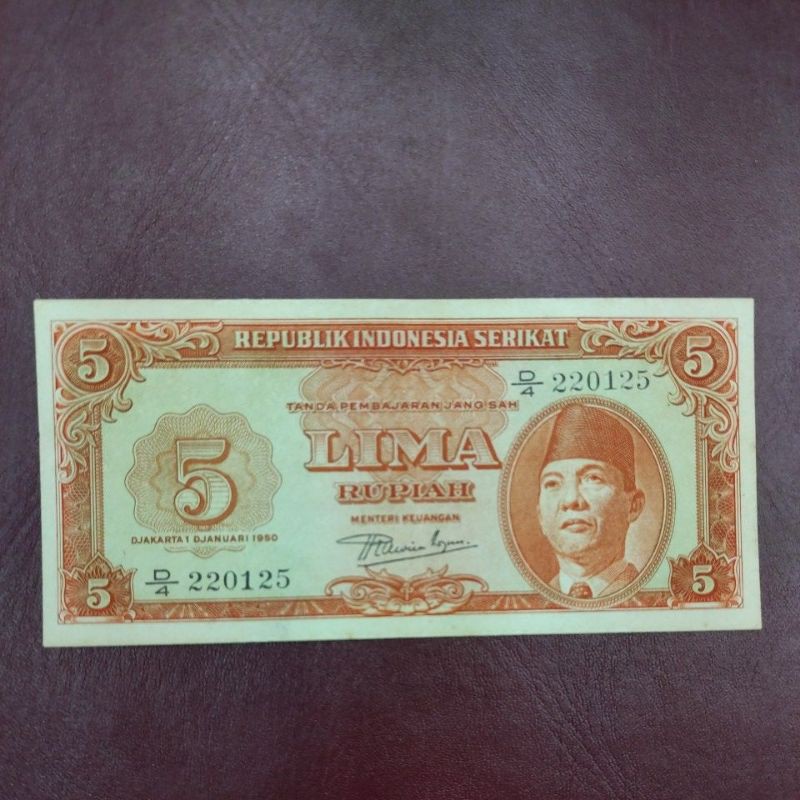 5 REPUBLIK INDONESIA SERIKAT 5
D/4 220125
TANDA PEMBAJARAN JANG SAH
5 LIMA
RUPIAH
MENTERI KEUANGAN
DJAKARTA 1 DJANUARI 1950
D/4 220125
5 5